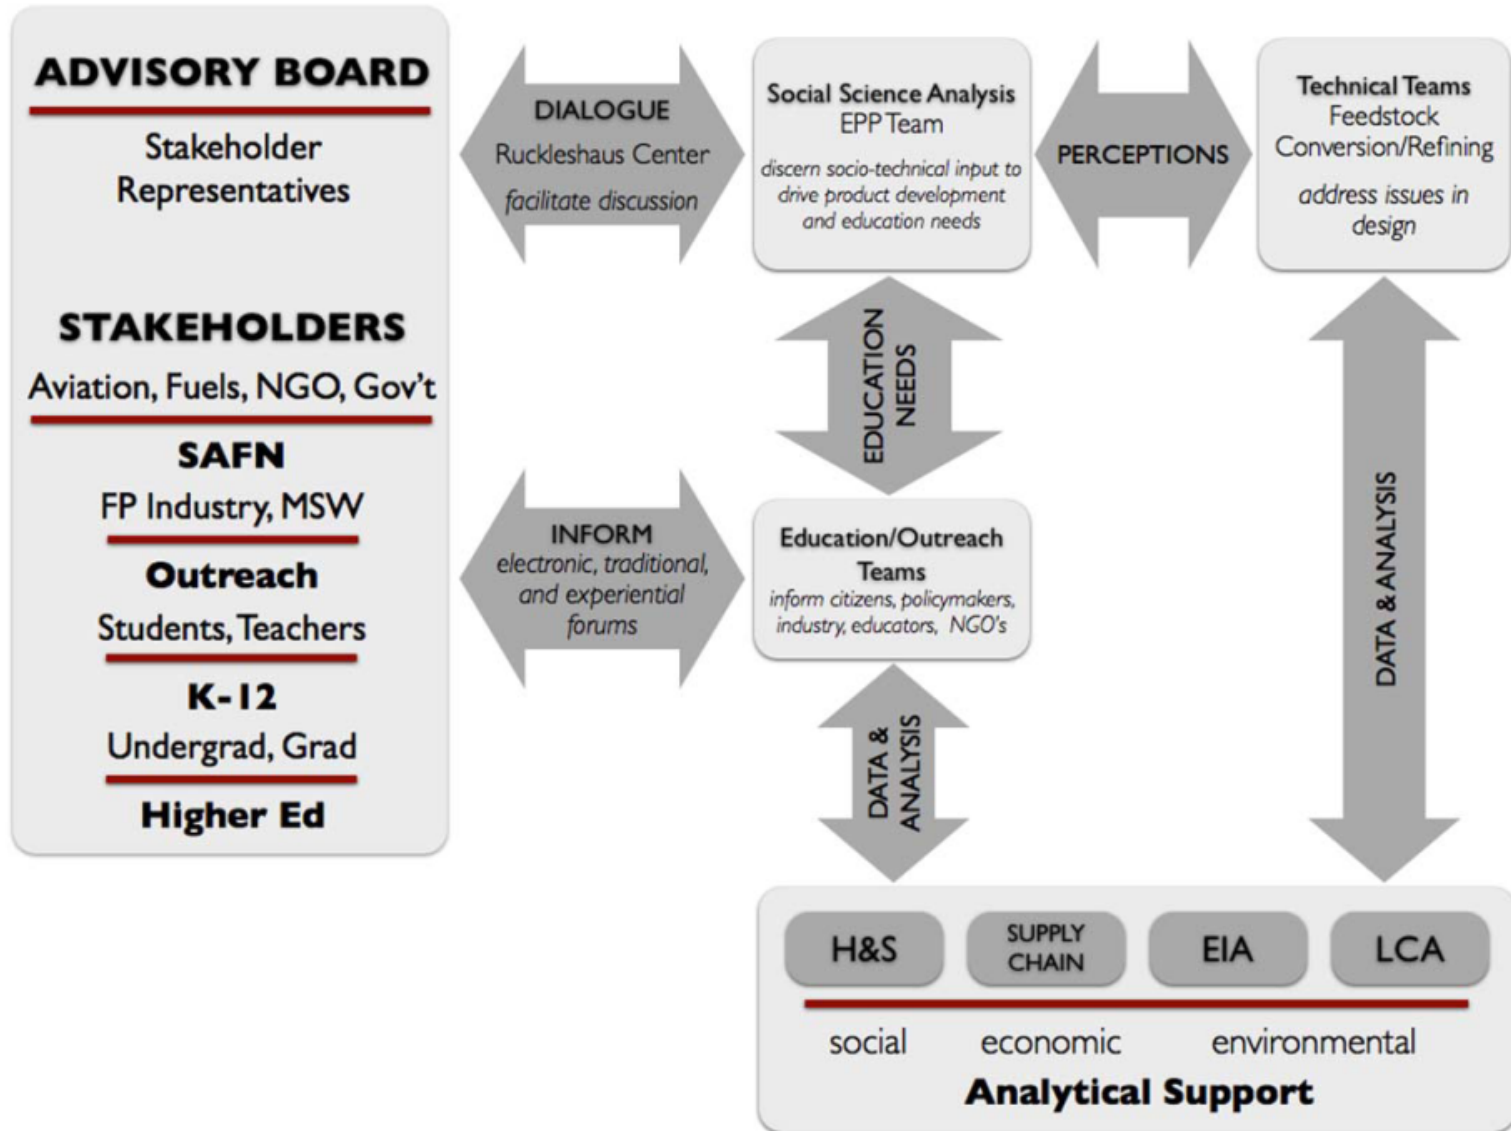 ADVISORY BOARD
Stakeholder
Representatives
STAKEHOLDERS
Aviation, Fuels, NGO, Gov't
SAFN
FP Industry, MSW
Outreach
Students, Teachers
K-12
Undergrad, Grad
Higher Ed
DIALOGUE
Ruckleshaus Center
facilitate discussion
Social Science Analysis
EPP Team
discern socio-technical input to
drive product development
and education needs
PERCEPTIONS
Technical Teams
Feedstock
Conversion/Refining
address issues in
design
EDUCATION
NEEDS
INFORM
electronic, traditional,
and experiential
forums
Education/Outreach
Teams
inform citizens, policymakers,
industry, educators, NGO's
DATA &
ANALYSIS
DATA & ANALYSIS
H&S
SUPPLY
CHAIN
EIA
LCA
social economic environmental
Analytical Support